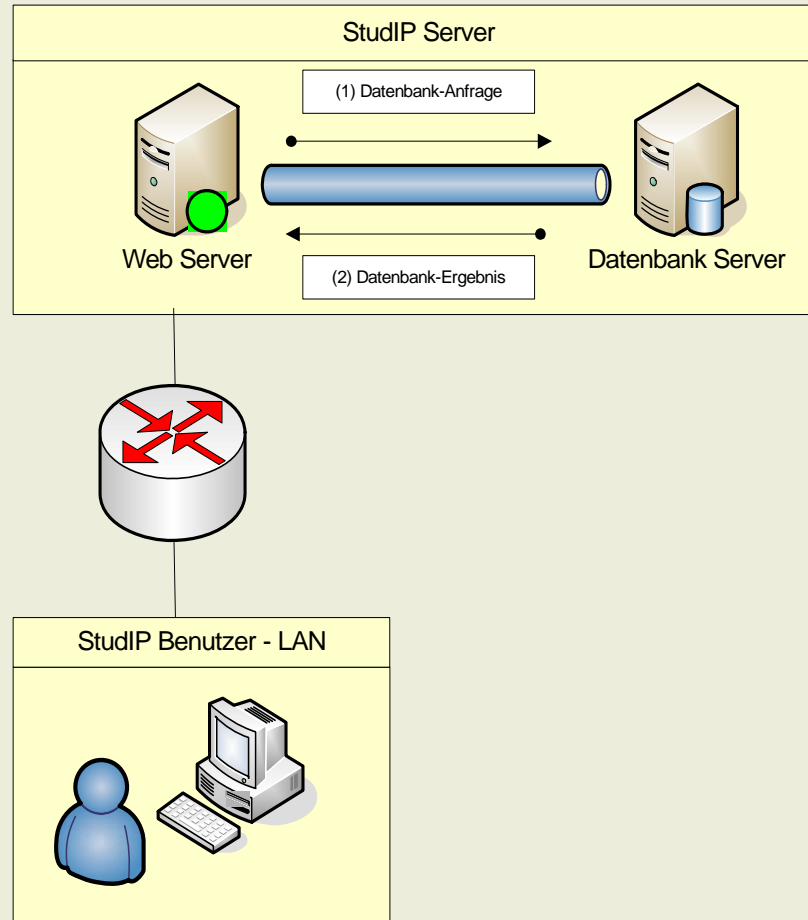 StudIP Server
(1) Datenbank-Anfrage
Web Server
Datenbank Server
(2) Datenbank-Ergebnis
StudIP Benutzer - LAN